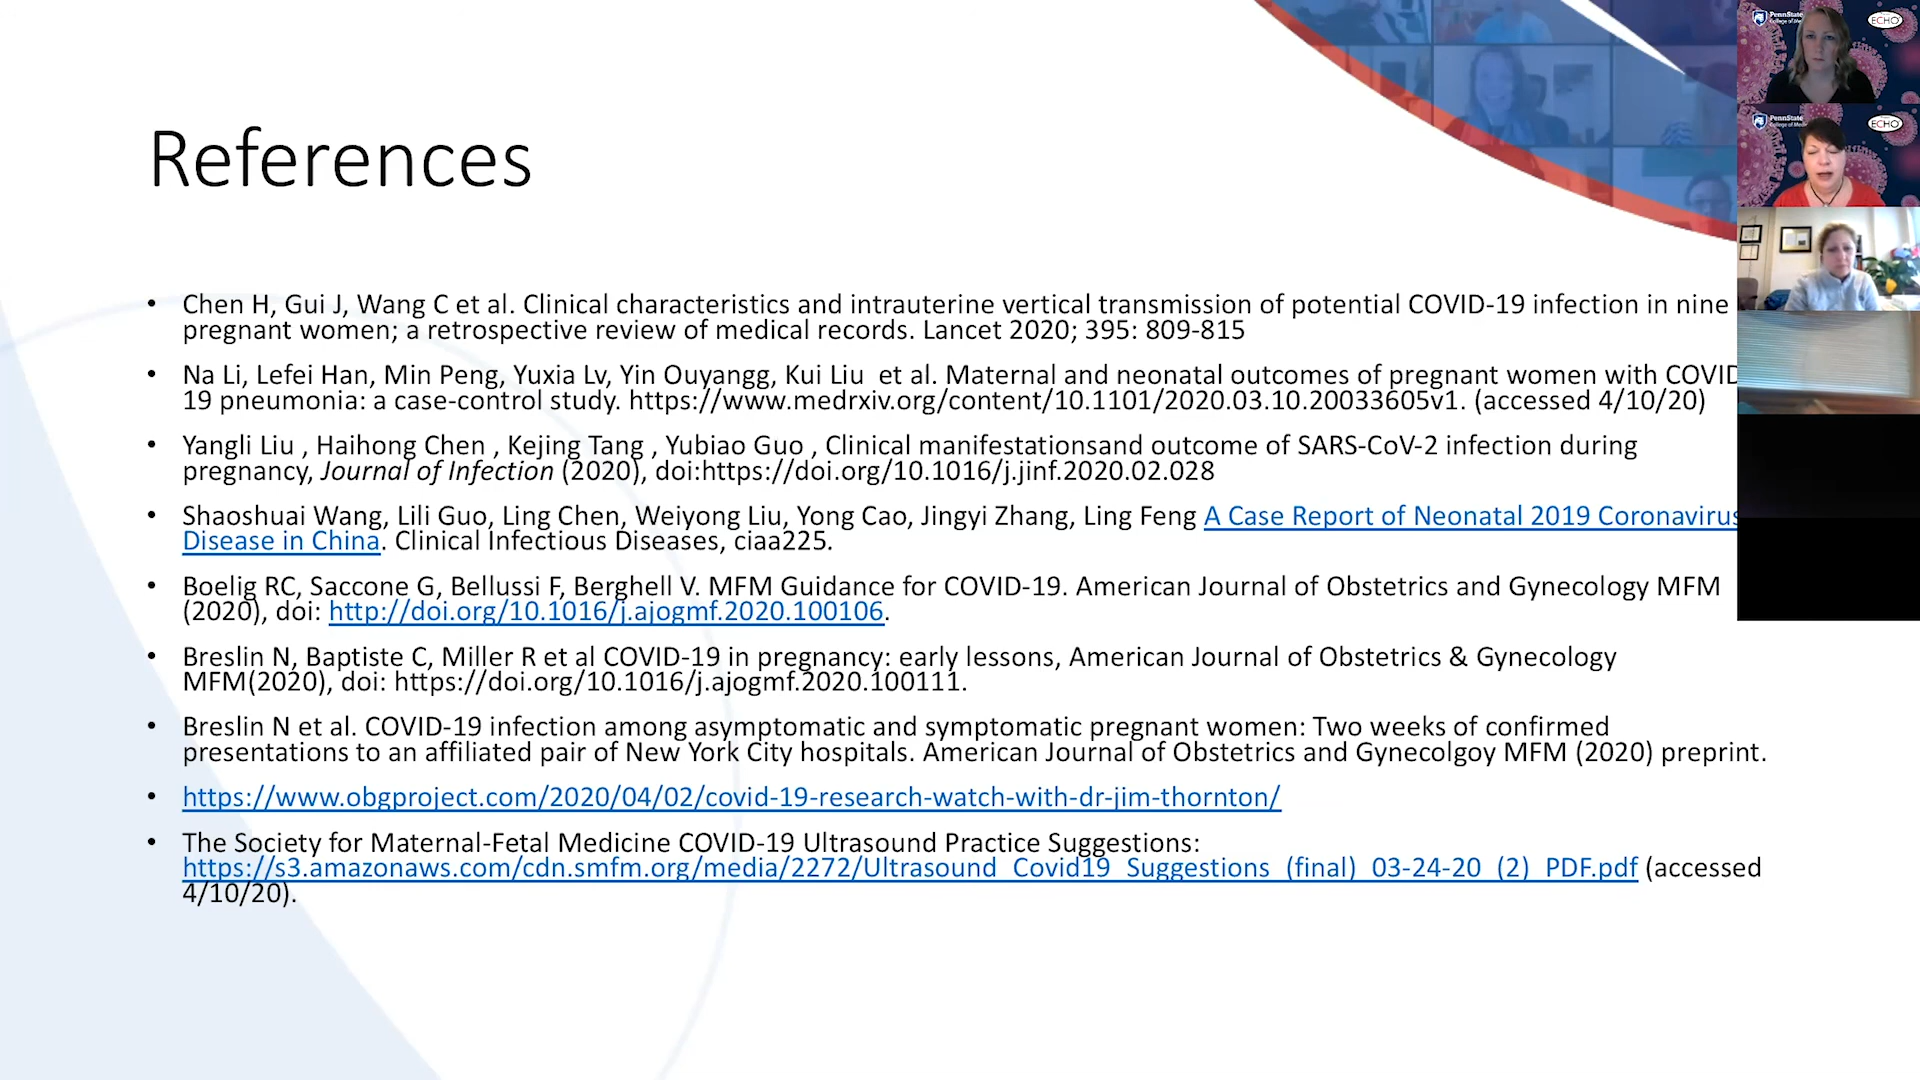 References
• Chen H, Gui J, Wang C et al. Clinical characteristics and intrauterine vertical transmission of potential COVID-19 infection in nine
pregnant women; a retrospective review of medical records. Lancet 2020; 395: 809-815
• Na Li, Lefei Han, Min Peng, Yuxia Lv, Yin Ouyangg, Kui Liu et al. Maternal and neonatal outcomes of pregnant women with COVID
19 pneumonia: a case-control study. https://www.medrxiv.org/content/10.1101/2020.03.10.20033605v1. (accessed 4/10/20)
• Yangli Liu , Haihong Chen , Kejing Tang , Yubiao Guo , Clinical manifestationsand outcome of SARS-CoV-2 infection during
pregnancy, Journal of Infection (2020), doi:https://doi.org/10.1016/j.jinf.2020.02.028
• Shaoshuai Wang, Lili Guo, Ling Chen, Weiyong Liu, Yong Cao, Jingyi Zhang, Ling Feng A Case Report of Neonatal 2019 Coronavirus
Disease in China. Clinical Infectious Diseases, ciaa225.
• Boelig RC, Saccone G, Bellussi F, Berghell V. MFM Guidance for COVID-19. American Journal of Obstetrics and Gynecology MFM
(2020), doi: http://doi.org/10.1016/j.ajogmf.2020.100106.
• Breslin N, Baptiste C, Miller R et al COVID-19 in pregnancy: early lessons, American Journal of Obstetrics & Gynecology
MFM(2020), doi: https://doi.org/10.1016/j.ajogmf.2020.100111.
• Breslin N et al. COVID-19 infection among asymptomatic and symptomatic pregnant women: Two weeks of confirmed
presentations to an affiliated pair of New York City hospitals. American Journal of Obstetrics and Gynecolgoy MFM (2020) preprint.
• https://www.obgproject.com/2020/04/02/covid-19-research-watch-with-dr-jim-thornton/
• The Society for Maternal-Fetal Medicine COVID-19 Ultrasound Practice Suggestions:
https://s3.amazonaws.com/cdn.smfm.org/media/2272/Ultrasound_Covid19_Suggestions_(final)_03-24-20_(2)_PDF.pdf (accessed
4/10/20).
PennState
ECHO
PennState
ECHO